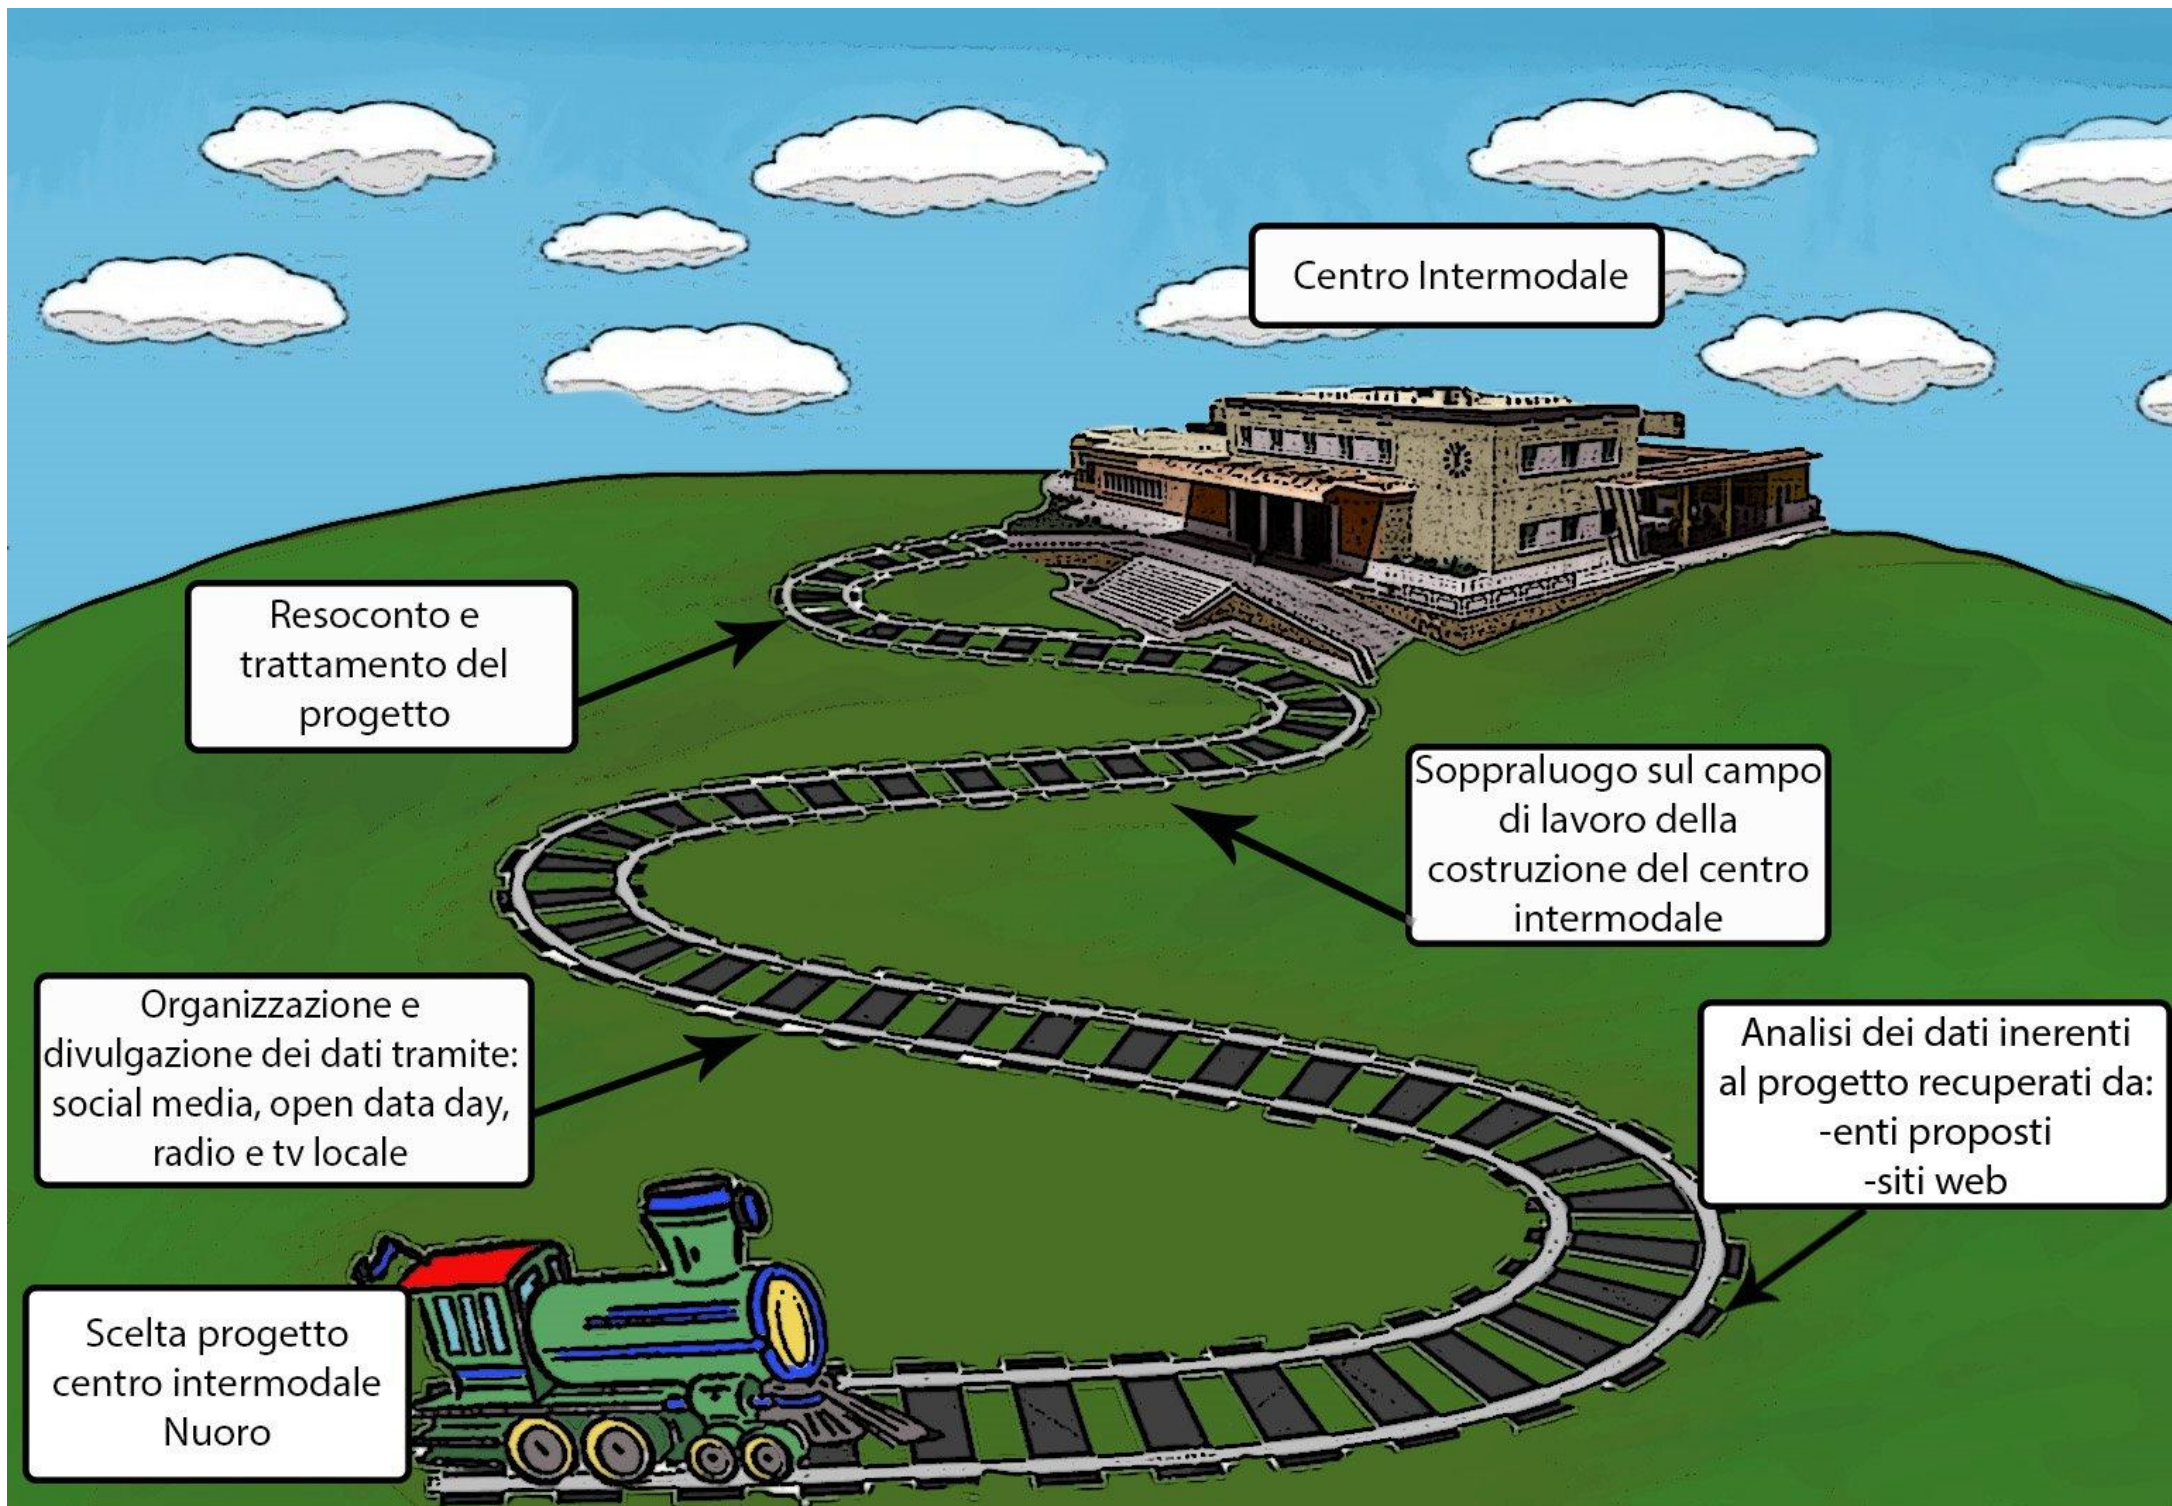 Centro Intermodale
Resoconto e
trattamento del
progetto
Soppraluogo sul campo
di lavoro della
costruzione del centro
intermodale
Organizzazione e
divulgazione dei dati tramite:
social media, open data day,
radio e tv locale
Analisi dei dati inerenti
al progetto recuperati da:
-enti proposti
-siti web
Scelta progetto
centro intermodale
Nuoro